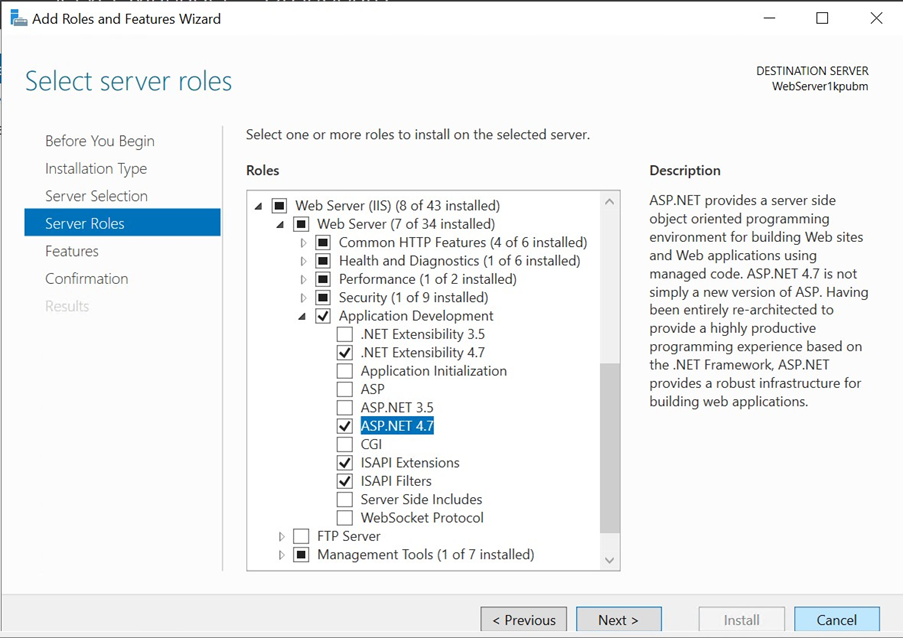 Add Roles and Features Wizard
Select server roles
DESTINATION SERVER
WebServer1kpubm
Before You Begin
Installation Type
Server Selection
Server Roles
Features
Confirmation
Results
Select one or more roles to install on the selected server.
Roles
Web Server (IIS) (8 of 43 installed)
Web Server (7 of 34 installed)
Common HTTP Features (4 of 6 installed)
Health and Diagnostics (1 of 6 installed)
Performance (1 of 2 installed)
Security (1 of 9 installed)
Application Development
.NET Extensibility 3.5
.NET Extensibility 4.7
Application Initialization
ASP
ASP.NET 3.5
ASP.NET 4.7
CGI
ISAPI Extensions
ISAPI Filters
Server Side Includes
WebSocket Protocol
FTP Server
Management Tools (1 of 7 installed)
Description
ASP.NET provides a server side
object oriented programming
environment for building Web sites
and Web applications using
managed code. ASP.NET 4.7 is not
simply a new version of ASP. Having
been entirely re-architected to
provide a highly productive
programming experience based on
the .NET Framework, ASP.NET
provides a robust infrastructure for
building web applications.
< Previous
Next >
Install
Cancel